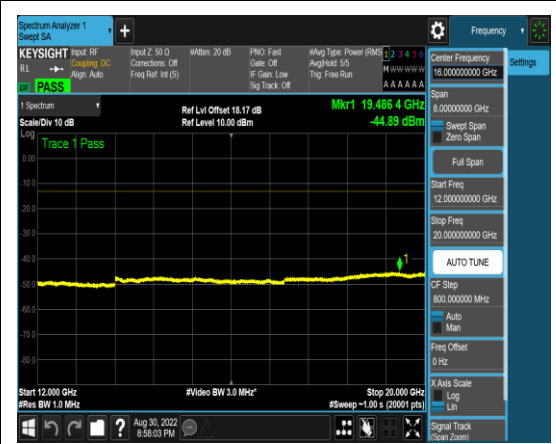 Spectrum Analyzer 1
Swept SA
Frequency
KEYSIGHT
RL
Input: RF
Coupling: DC
Align: Auto
Input Z: 50 Ω
Corrections: Off
Freq Ref: Int (S)
#Atten: 20 dB
PNO: Fast
Gate: Off
IF Gain: Low
Sig Track: Off
#Avg Type: Power (RMS
Avg|Hold: 5/5
Trig: Free Run
1 2 3 4 5 6
M W W W W W
A A A A A A
PASS
Center Frequency
16.000000000 GHz
Settings
Span
8.00000000 GHz
Swept Span
Zero Span
Full Span
Start Freq
12.000000000 GHz
Stop Freq
20.000000000 GHz
AUTO TUNE
CF Step
800.000000 MHz
Auto
Man
Freq Offset
0 Hz
X Axis Scale
Log
Lin
Signal Track
(Span Zoom)
1 Spectrum
Scale/Div 10 dB
Ref Lvl Offset 18.17 dB
Ref Level 10.00 dBm
Mkr1 19.486 4 GHz
-44.89 dBm
Log
Trace 1 Pass
0.00
-10.0
-20.0
-30.0
-40.0
-50.0
-60.0
-70.0
-80.0
1
Start 12.000 GHz
#Res BW 1.0 MHz
#Video BW 3.0 MHz*
Stop 20.000 GHz
#Sweep ~1.00 s (20001 pts)
Aug 30, 2022
8:58:03 PM